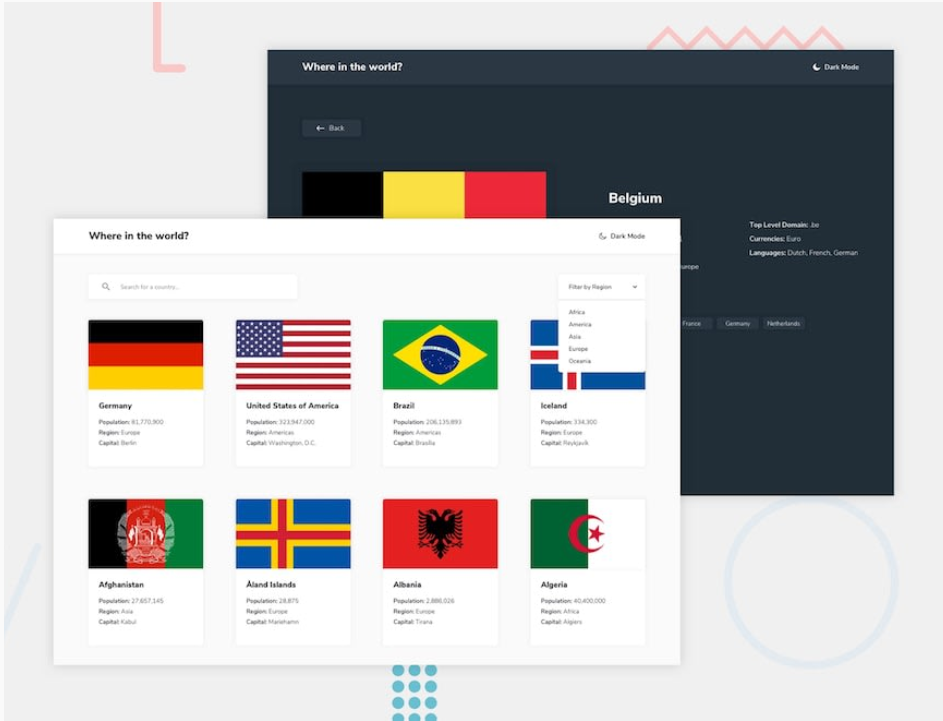 Where in the world?
Dark Mode
Back
Belgium
Top Level Domain: .be
Currencies: Euro
Languages: Dutch, French, German
France
Germany
Netherlands
Where in the world?
Dark Mode
Search for a country...
Filter by Region
Africa
America
Asia
Europe
Oceania
Germany
Population: 81,770,900
Region: Europe
Capital: Berlin
United States of America
Population: 323,947,000
Region: Americas
Capital: Washington, D.C.
Brazil
Population: 206,135,893
Region: Americas
Capital: Brasília
Iceland
Population: 334,300
Region: Europe
Capital: Reykjavík
Afghanistan
Population: 27,657,145
Region: Asia
Capital: Kabul
Åland Islands
Population: 28,875
Region: Europe
Capital: Mariehamn
Albania
Population: 2,886,026
Region: Europe
Capital: Tirana
Algeria
Population: 40,400,000
Region: Africa
Capital: Algiers